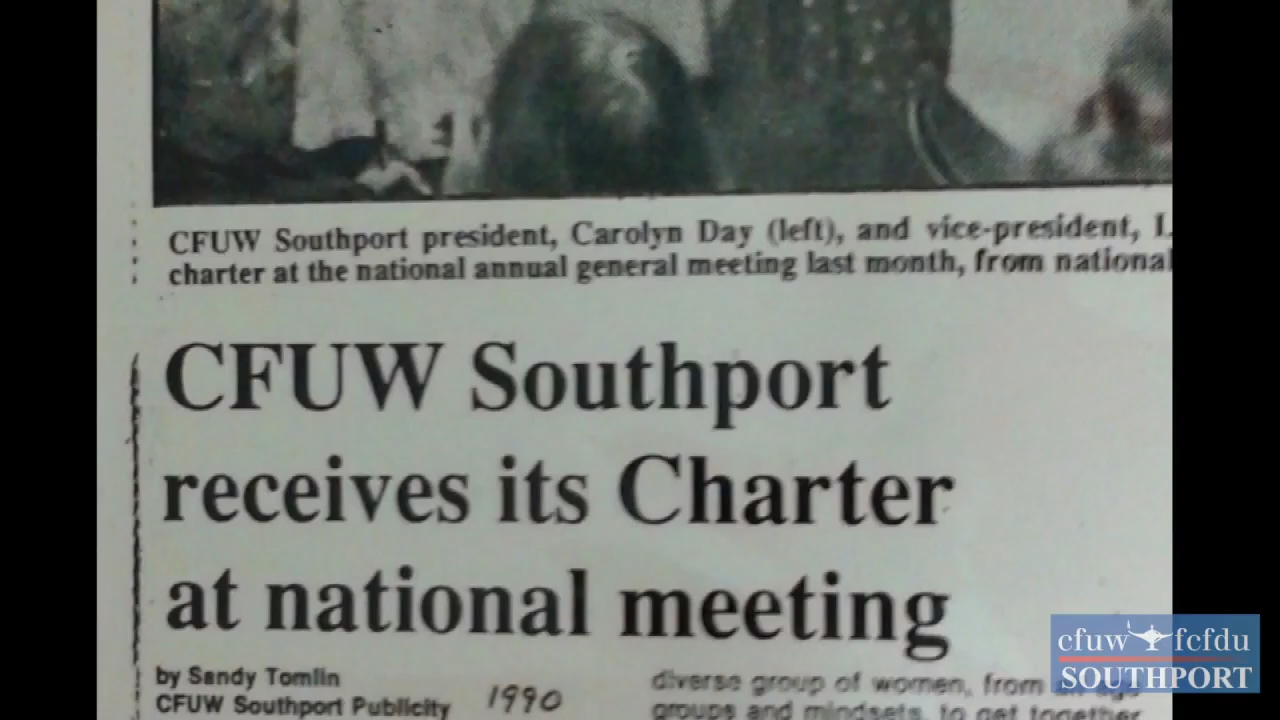 CFUW Southport president, Carolyn Day (left), and vice-president,
charter at the national annual general meeting last month, from national
CFUW Southport
receives its Charter
at national meeting
by Sandy Tomlin
CFUW Southport Publicity
1990
diverse group of women, from
groups and mindsets, to get together
cfuw fcfdu
SOUTHPORT